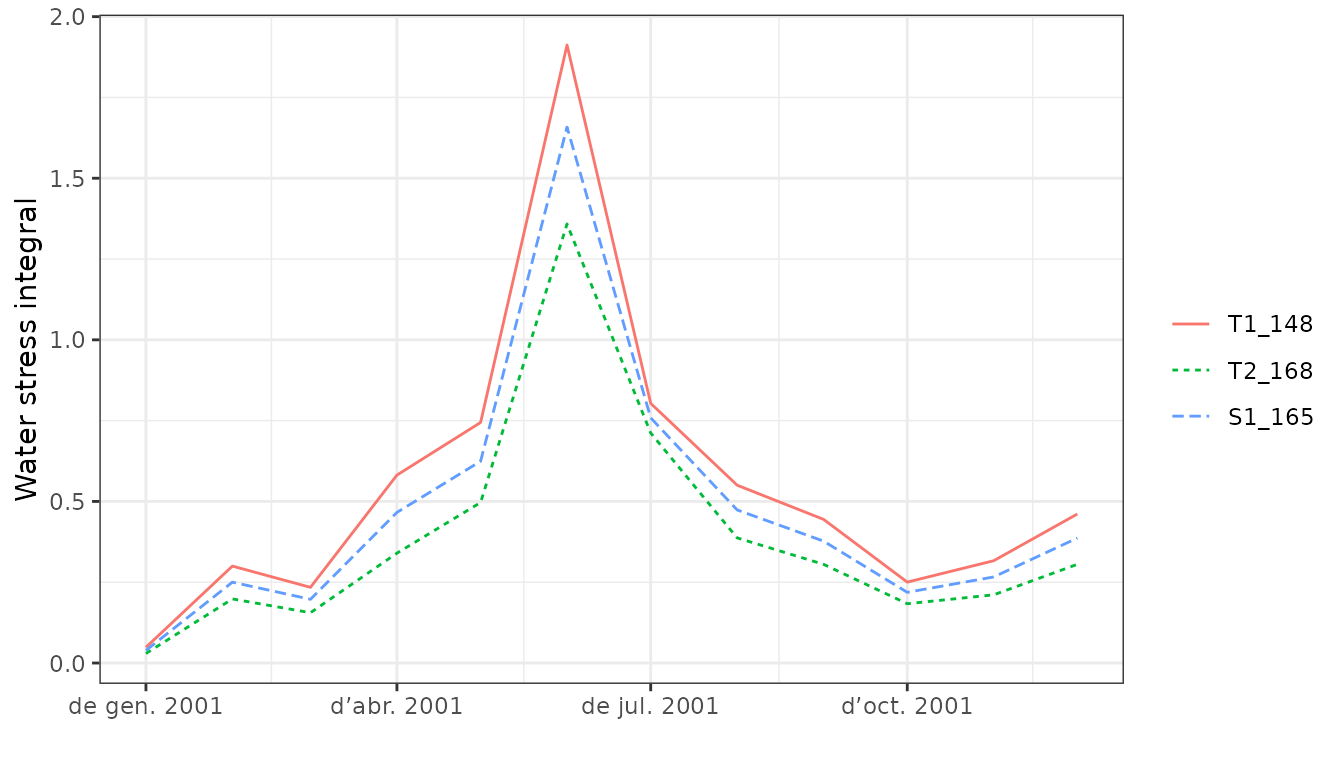 2.0
1.5
1.0
0.5
0.0
Water stress integral
de gen. 2001
d’abr. 2001
de jul. 2001
d’oct. 2001
T1_148
T2_168
S1_165